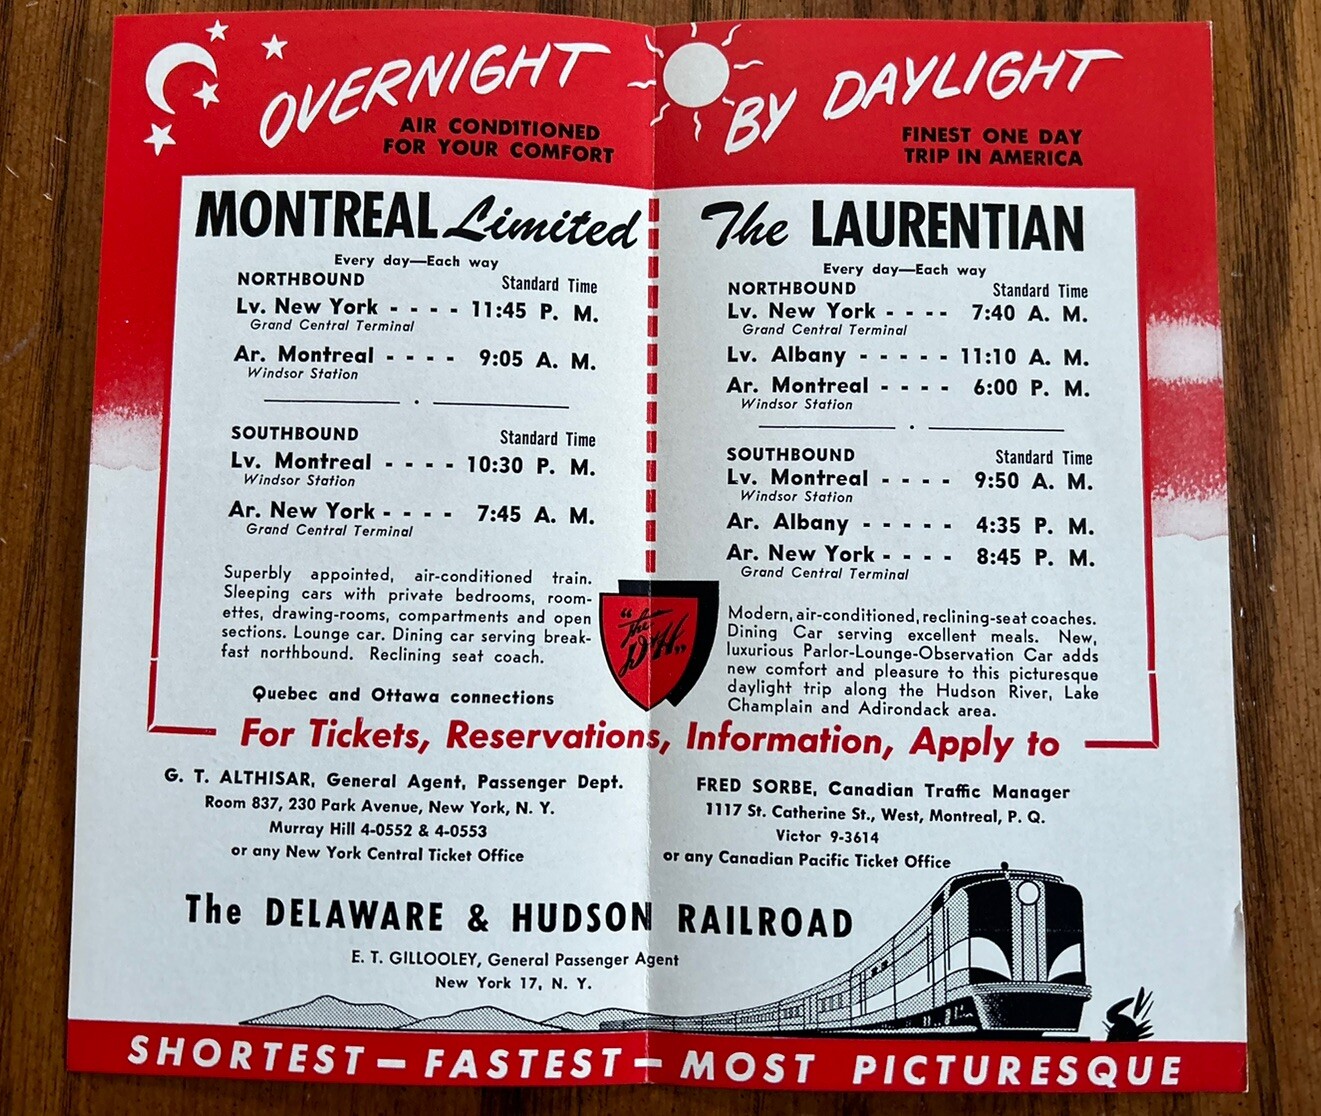 OVERNIGHT
AIR CONDITIONED
FOR YOUR COMFORT
MONTREAL Limited
Every day—Each way
NORTHBOUND Standard Time
Lv. New York - - - - 11:45 P. M.
Grand Central Terminal
Ar. Montreal - - - - 9:05 A. M.
Windsor Station
SOUTHBOUND Standard Time
Lv. Montreal - - - - 10:30 P. M.
Windsor Station
Ar. New York - - - - 7:45 A. M.
Grand Central Terminal
Superbly appointed, air-conditioned train.
Sleeping cars with private bedrooms, room-
ettes, drawing-rooms, compartments and open
sections. Lounge car. Dining car serving break-
fast northbound. Reclining seat coach.
Quebec and Ottawa connections
BY DAYLIGHT
FINEST ONE DAY
TRIP IN AMERICA
The LAURENTIAN
Every day—Each way
NORTHBOUND Standard Time
Lv. New York - - - - 7:40 A. M.
Grand Central Terminal
Lv. Albany - - - - - 11:10 A. M.
Ar. Montreal - - - - 6:00 P. M.
Windsor Station
SOUTHBOUND Standard Time
Lv. Montreal - - - - 9:50 A. M.
Windsor Station
Ar. Albany - - - - - 4:35 P. M.
Ar. New York - - - - 8:45 P. M.
Grand Central Terminal
Modern, air-conditioned, reclining-seat coaches.
Dining Car serving excellent meals. New,
luxurious Parlor-Lounge-Observation Car adds
new comfort and pleasure to this picturesque
daylight trip along the Hudson River, Lake
Champlain and Adirondack area.
"The
D&H"
For Tickets, Reservations, Information, Apply to
G. T. ALTHISAR, General Agent, Passenger Dept.
Room 837, 230 Park Avenue, New York, N. Y.
Murray Hill 4-0552 & 4-0553
or any New York Central Ticket Office
FRED SORBE, Canadian Traffic Manager
1117 St. Catherine St., West, Montreal, P. Q.
Victor 9-3614
or any Canadian Pacific Ticket Office
The DELAWARE & HUDSON RAILROAD
E. T. GILLOOLEY, General Passenger Agent
New York 17, N. Y.
SHORTEST — FASTEST — MOST PICTURESQUE